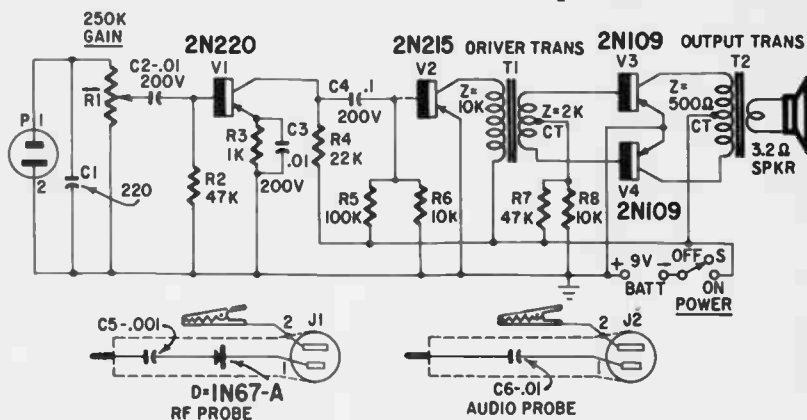 250K
GAIN
R1
P.1
2
C1
220
C2-.01
200V
2N220
V1
R2
47K
R3
1K
C3
.01
200V
C4 .1
200V
R4
22K
R5
100K
2N215
V2
R6
10K
DRIVER TRANS
T1
Z=
10K
Z=2K
CT
R7
47K
R8
10K
2N109
V3
V4
2N109
OUTPUT TRANS
T2
Z=
500Ω
CT
3.2Ω
SPKR
+ 9V -
BATT
OFF S
ON
POWER
C5-.001
2 J1
1
D=1N67-A
RF PROBE
2 J2
1
C6-.01
AUDIO PROBE